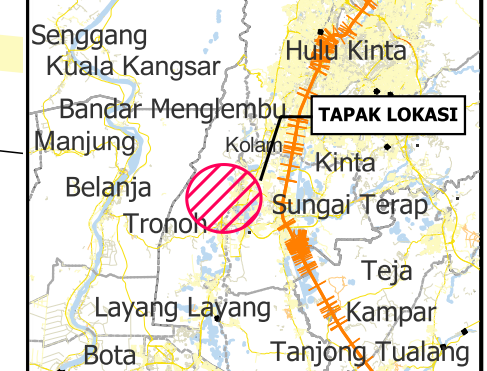 Senggang
Hulu Kinta
Kuala Kangsar
Bandar Menglembu
TAPAK LOKASI
Manjung
Kolam
Kinta
Belanja
Sungai Terap
Tronoh
Teja
Layang Layang
Kampar
Bota
Tanjong Tualang